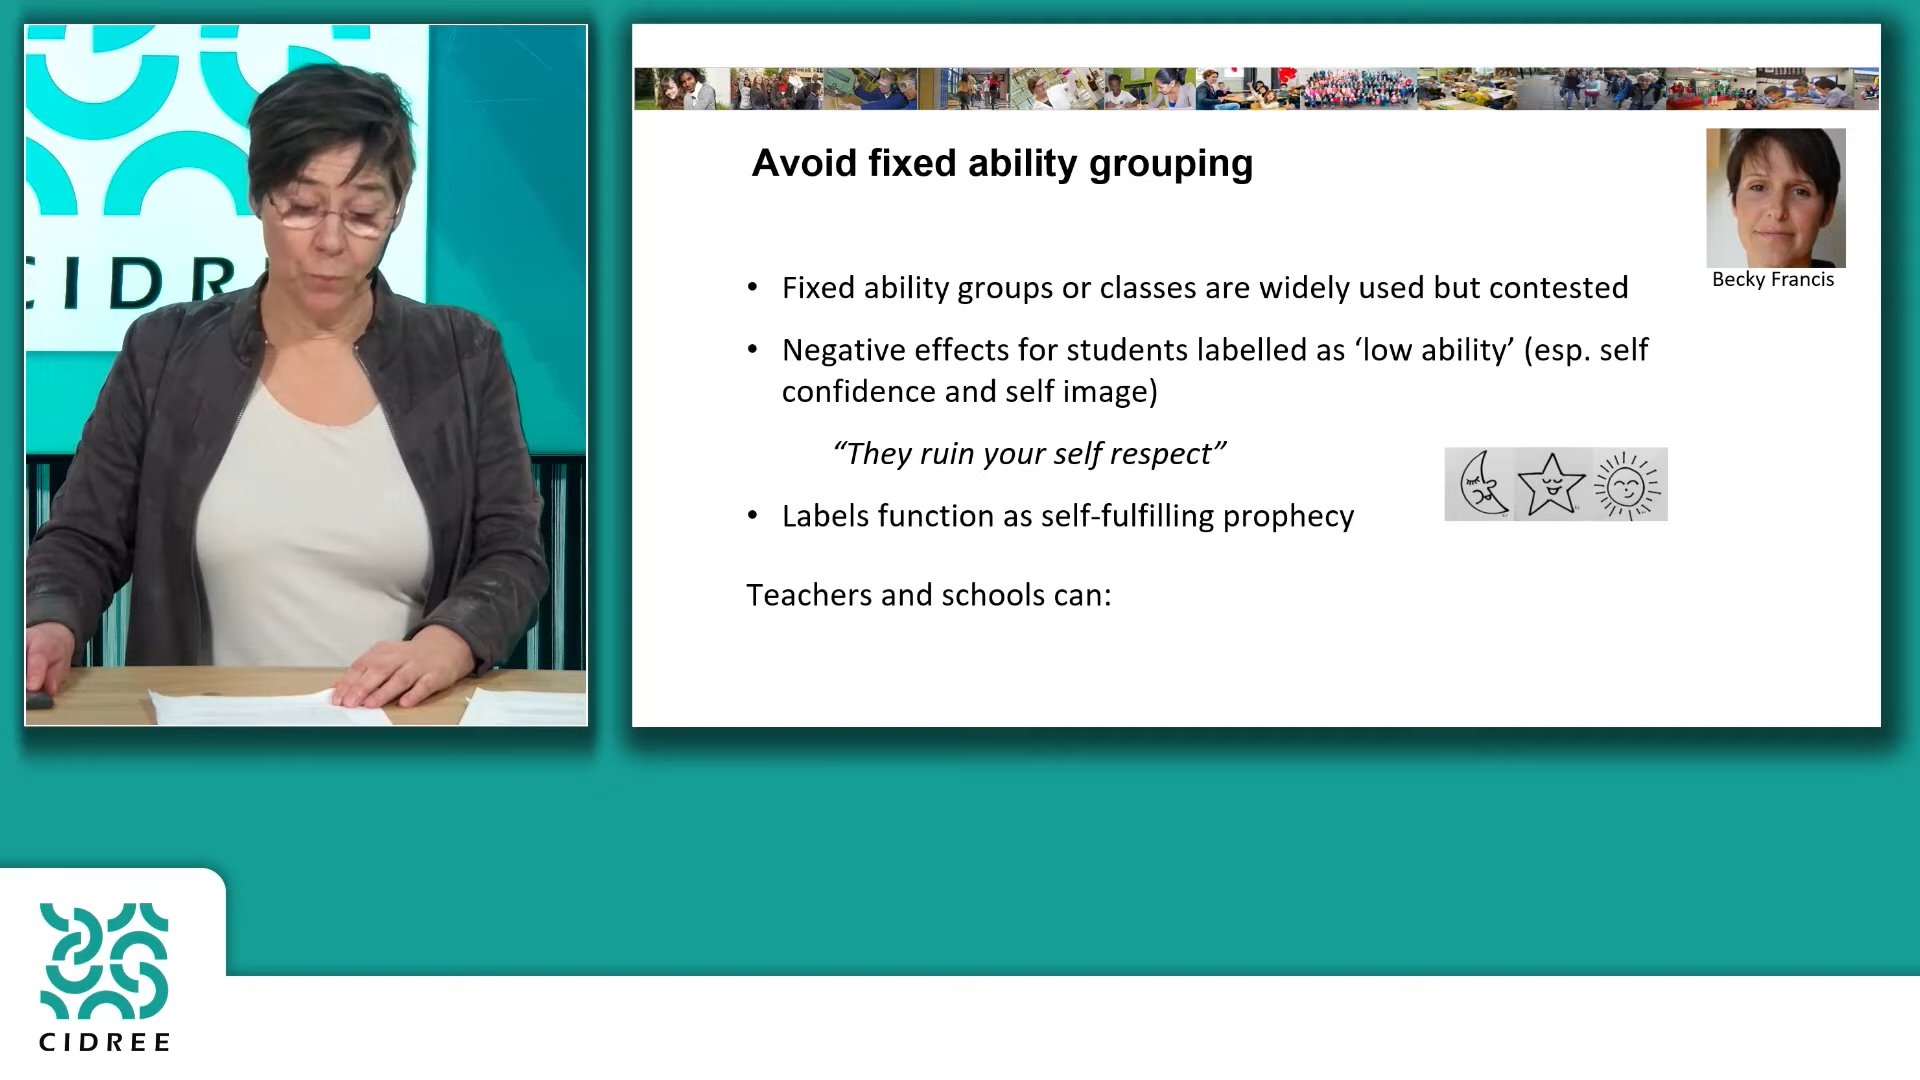 CIDR
Avoid fixed ability grouping
Becky Francis
• Fixed ability groups or classes are widely used but contested
• Negative effects for students labelled as ‘low ability’ (esp. self
confidence and self image)
“They ruin your self respect”
• Labels function as self-fulfilling prophecy
Teachers and schools can:
CIDREE